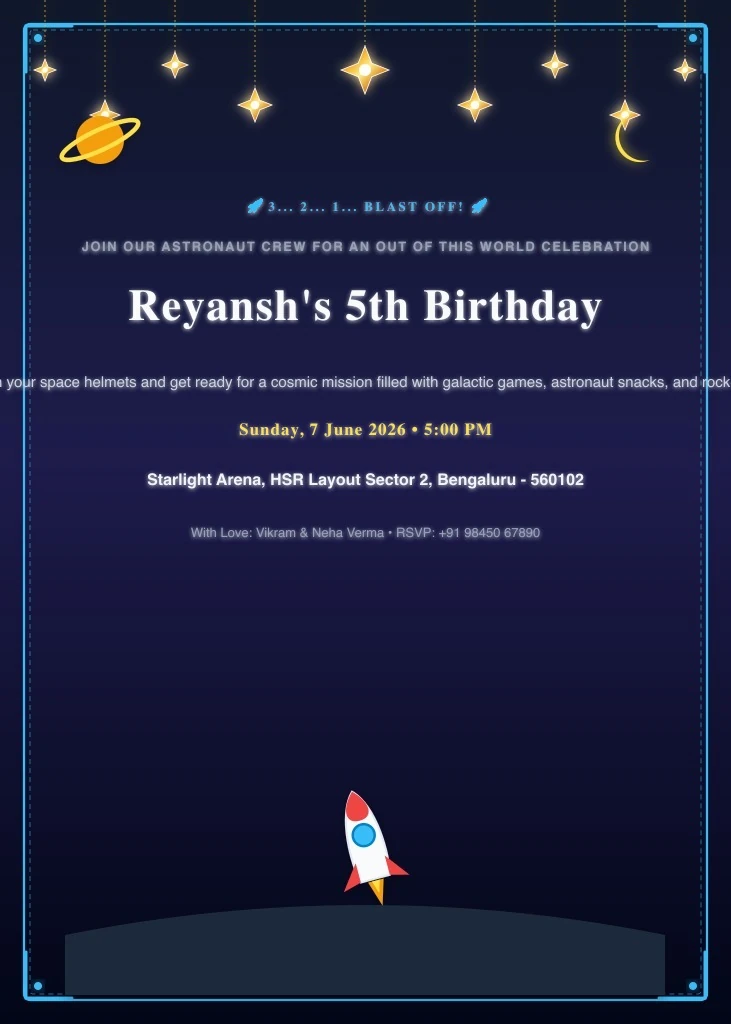 🚀 3... 2... 1... BLAST OFF! 🚀
JOIN OUR ASTRONAUT CREW FOR AN OUT OF THIS WORLD CELEBRATION
Reyansh's 5th Birthday
your space helmets and get ready for a cosmic mission filled with galactic games, astronaut snacks, and rock
Sunday, 7 June 2026 • 5:00 PM
Starlight Arena, HSR Layout Sector 2, Bengaluru - 560102
With Love: Vikram & Neha Verma • RSVP: +91 98450 67890